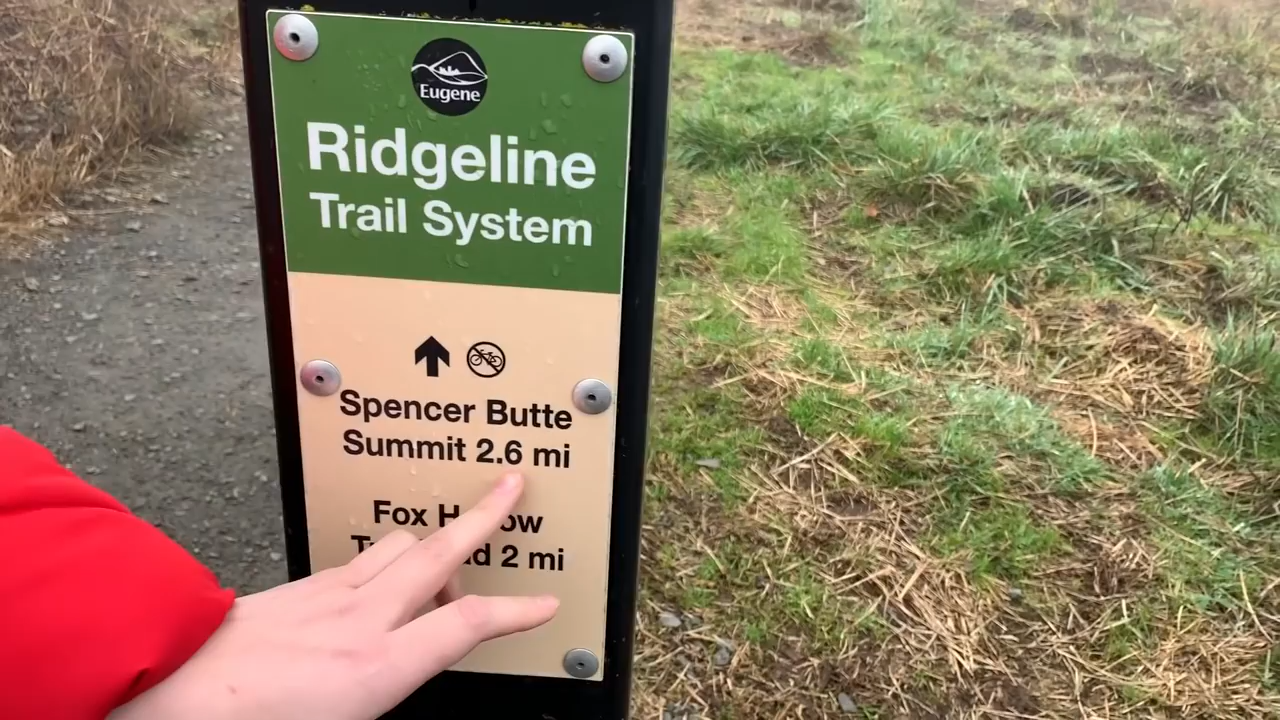 Eugene
Ridgeline
Trail System
Spencer Butte
Summit 2.6 mi
Fox
2 mi